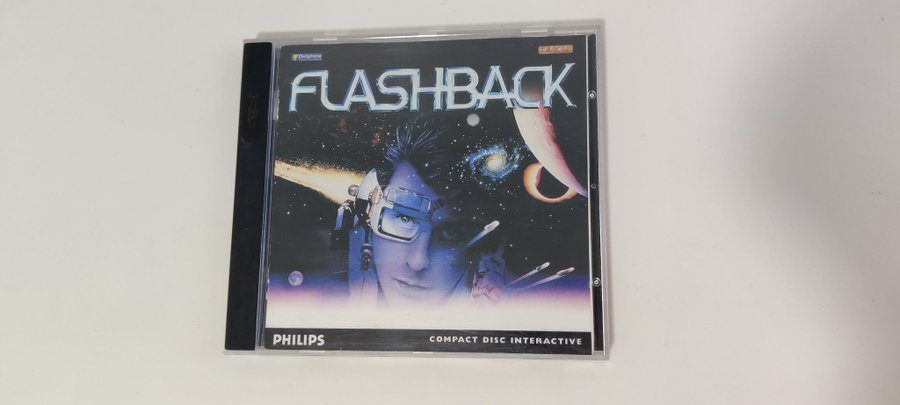 Delphine
FLASHBACK
PHILIPS
COMPACT DISC INTERACTIVE